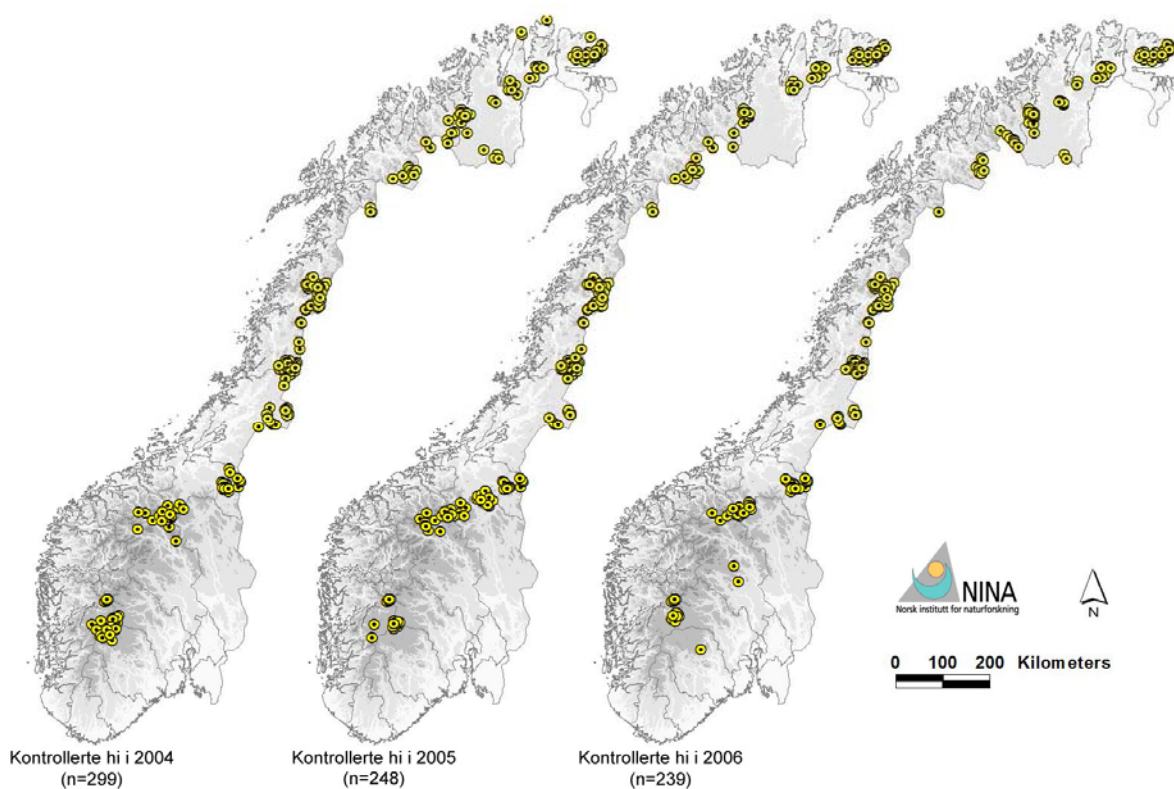 NINA
Norsk institutt for naturforskning
N
0 100 200 Kilometers
Kontrollerte hi i 2004
(n=299)
Kontrollerte hi i 2005
(n=248)
Kontrollerte hi i 2006
(n=239)